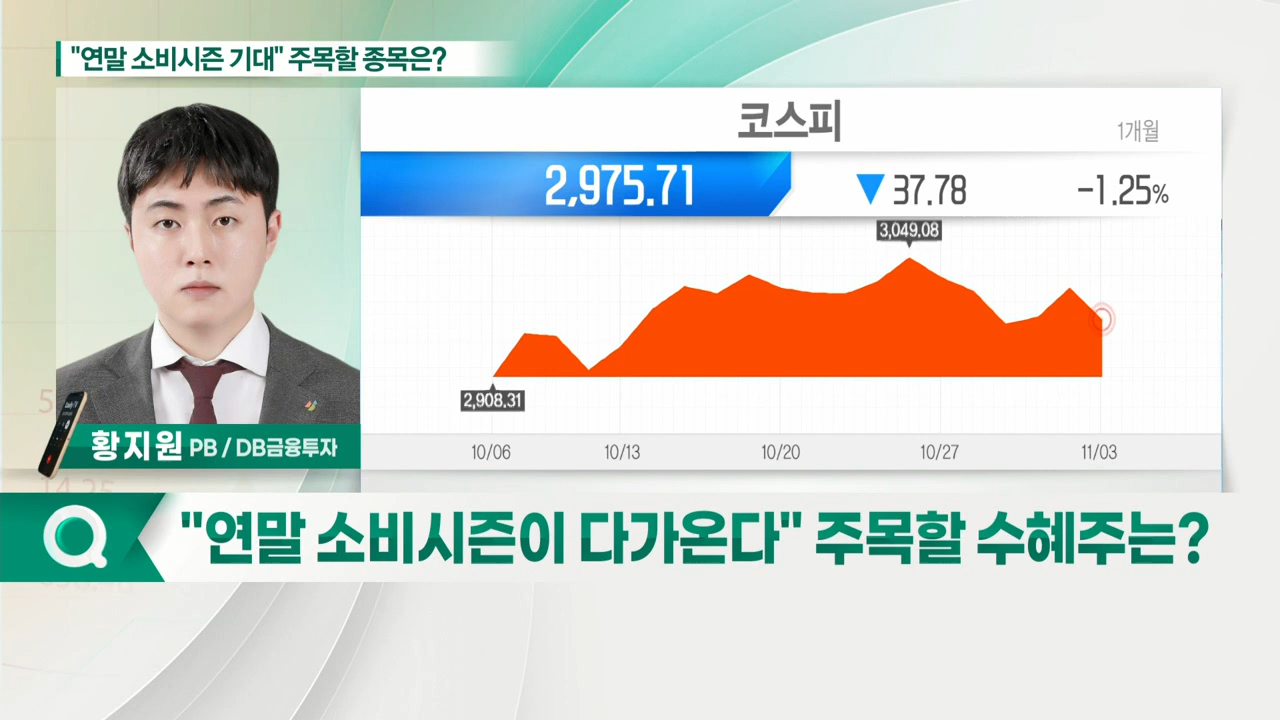 "연말 소비시즌 기대" 주목할 종목은?
코스피
1개월
2,975.71 ▼ 37.78 -1.25%
3,049.08
2,908.31
10/06 10/13 10/20 10/27 11/03
황지원 PB / DB금융투자
"연말 소비시즌이 다가온다" 주목할 수혜주는?